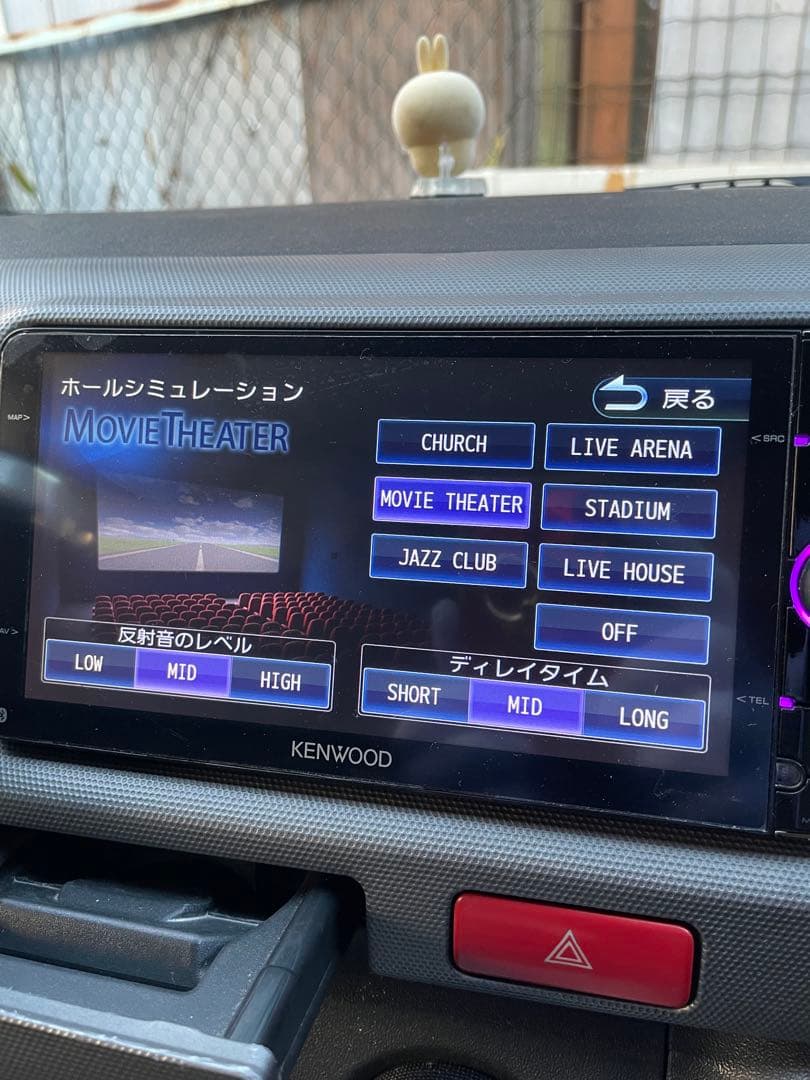 ホールシミュレーション
戻る
MOVIE THEATER
CHURCH
LIVE ARENA
MOVIE THEATER
STADIUM
JAZZ CLUB
LIVE HOUSE
OFF
反射音のレベル
LOW
MID
HIGH
ディレイタイム
SHORT
MID
LONG
MAP>
<SRC
AV>
<TEL
KENWOOD